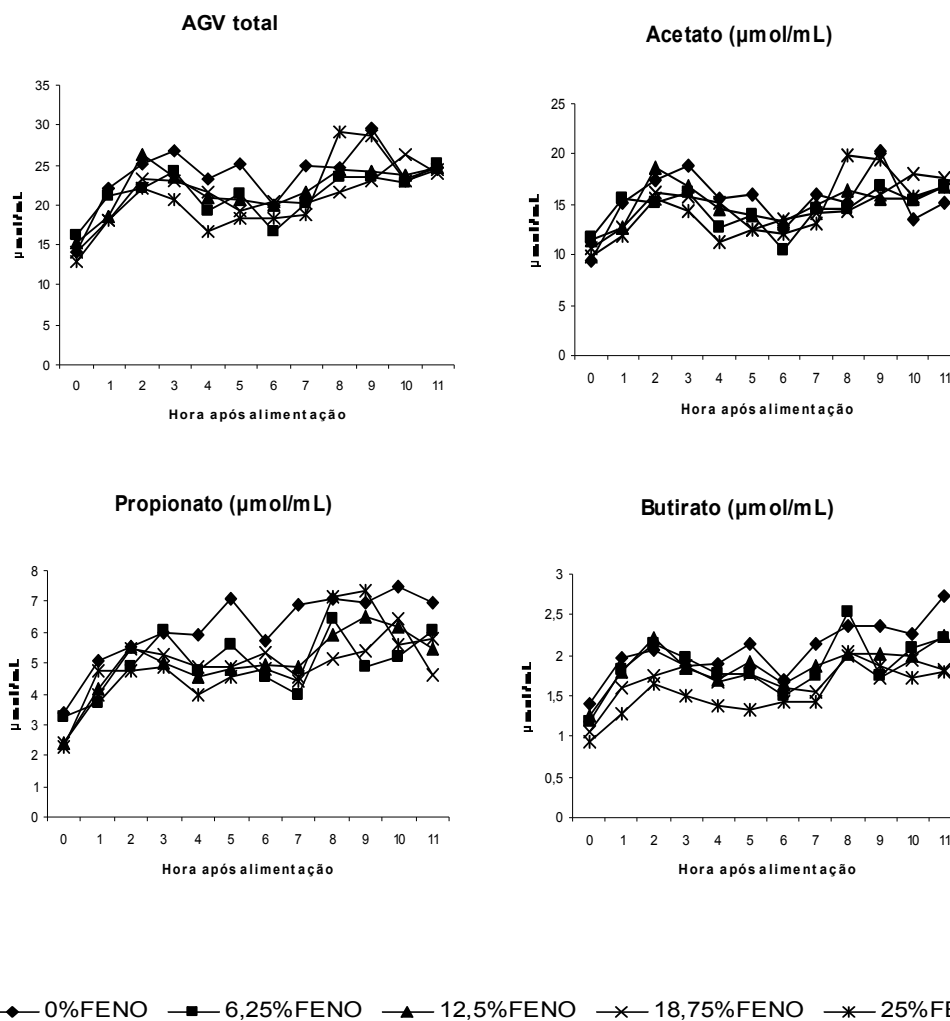 AGV total
Acetato (µmol/mL)
35
30
25
20
15
10
5
0
0 1 2 3 4 5 6 7 8 9 10 11
Hora após alimentação
25
20
15
10
5
0
0 1 2 3 4 5 6 7 8 9 10 11
Hora após alimentação
Propionato (µmol/mL)
Butirato (µmol/mL)
8
7
6
5
4
3
2
1
0
0 1 2 3 4 5 6 7 8 9 10 11
Hora após alimentação
3
2,5
2
1,5
1
0,5
0
0 1 2 3 4 5 6 7 8 9 10 11
Hora após alimentação
0%FENO 6,25%FENO 12,5%FENO 18,75%FENO 25%FE